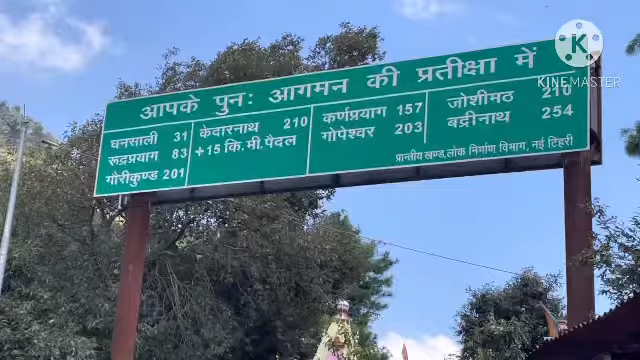 आपके पुन: आगमन की प्रतीक्षा में
घनसाली 31
रूद्रप्रयाग 83
गौरीकुण्ड 201
केदारनाथ 210
+15 कि.मी.पैदल
कर्णप्रयाग 157
गोपेश्वर 203
जोशीमठ 210
बद्रीनाथ 254
प्रान्तीय खण्ड,लोक निर्माण विभाग, नई टिहरी
K
KINEMASTER